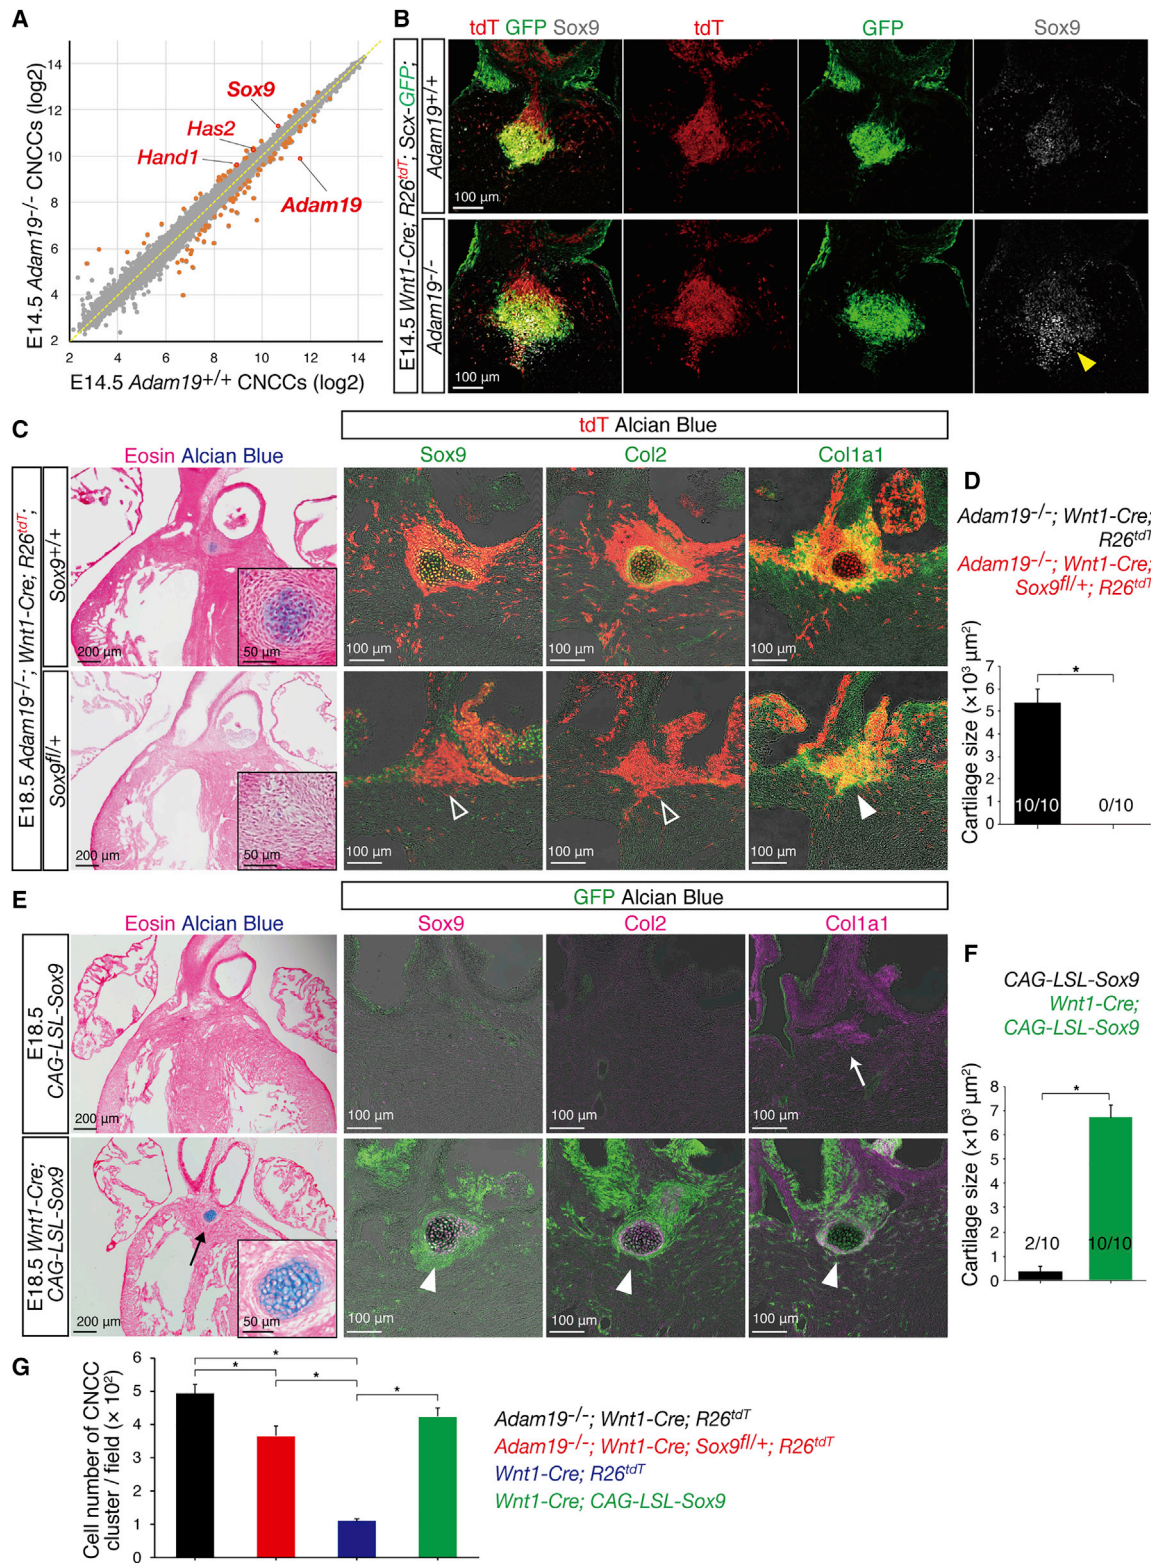 A
E14.5 Adam19-/- CNCCs (log2)
14
12
10
8
6
4
2
Sox9
Has2
Hand1
Adam19
2 4 6 8 10 12 14
E14.5 Adam19+/+ CNCCs (log2)
B
tdT GFP Sox9
tdT
GFP
Sox9
E14.5 Wnt1-Cre; R26tdT; Scx-GFP;
Adam19+/+
Adam19-/-
100 µm
100 µm
C
tdT Alcian Blue
Eosin Alcian Blue
Sox9
Col2
Col1a1
E18.5 Adam19-/-; Wnt1-Cre; R26tdT;
Sox9+/+
Sox9fl/+
200 µm
50 µm
100 µm
100 µm
100 µm
200 µm
50 µm
100 µm
100 µm
100 µm
D
Adam19-/-; Wnt1-Cre;
R26tdT
Adam19-/-; Wnt1-Cre;
Sox9fl/+; R26tdT
Cartilage size (×10³ µm²)
7
6
5
4
3
2
1
0
*
10/10
0/10
E
GFP Alcian Blue
Eosin Alcian Blue
Sox9
Col2
Col1a1
E18.5
CAG-LSL-Sox9
E18.5 Wnt1-Cre;
CAG-LSL-Sox9
200 µm
100 µm
100 µm
100 µm
200 µm
50 µm
100 µm
100 µm
100 µm
F
CAG-LSL-Sox9
Wnt1-Cre;
CAG-LSL-Sox9
Cartilage size (×10³ µm²)
8
7
6
5
4
3
2
1
0
*
2/10
10/10
G
Cell number of CNCC
cluster / field (× 10²)
6
5
4
3
2
1
0
*
*
*
*
Adam19-/-; Wnt1-Cre; R26tdT
Adam19-/-; Wnt1-Cre; Sox9fl/+; R26tdT
Wnt1-Cre; R26tdT
Wnt1-Cre; CAG-LSL-Sox9